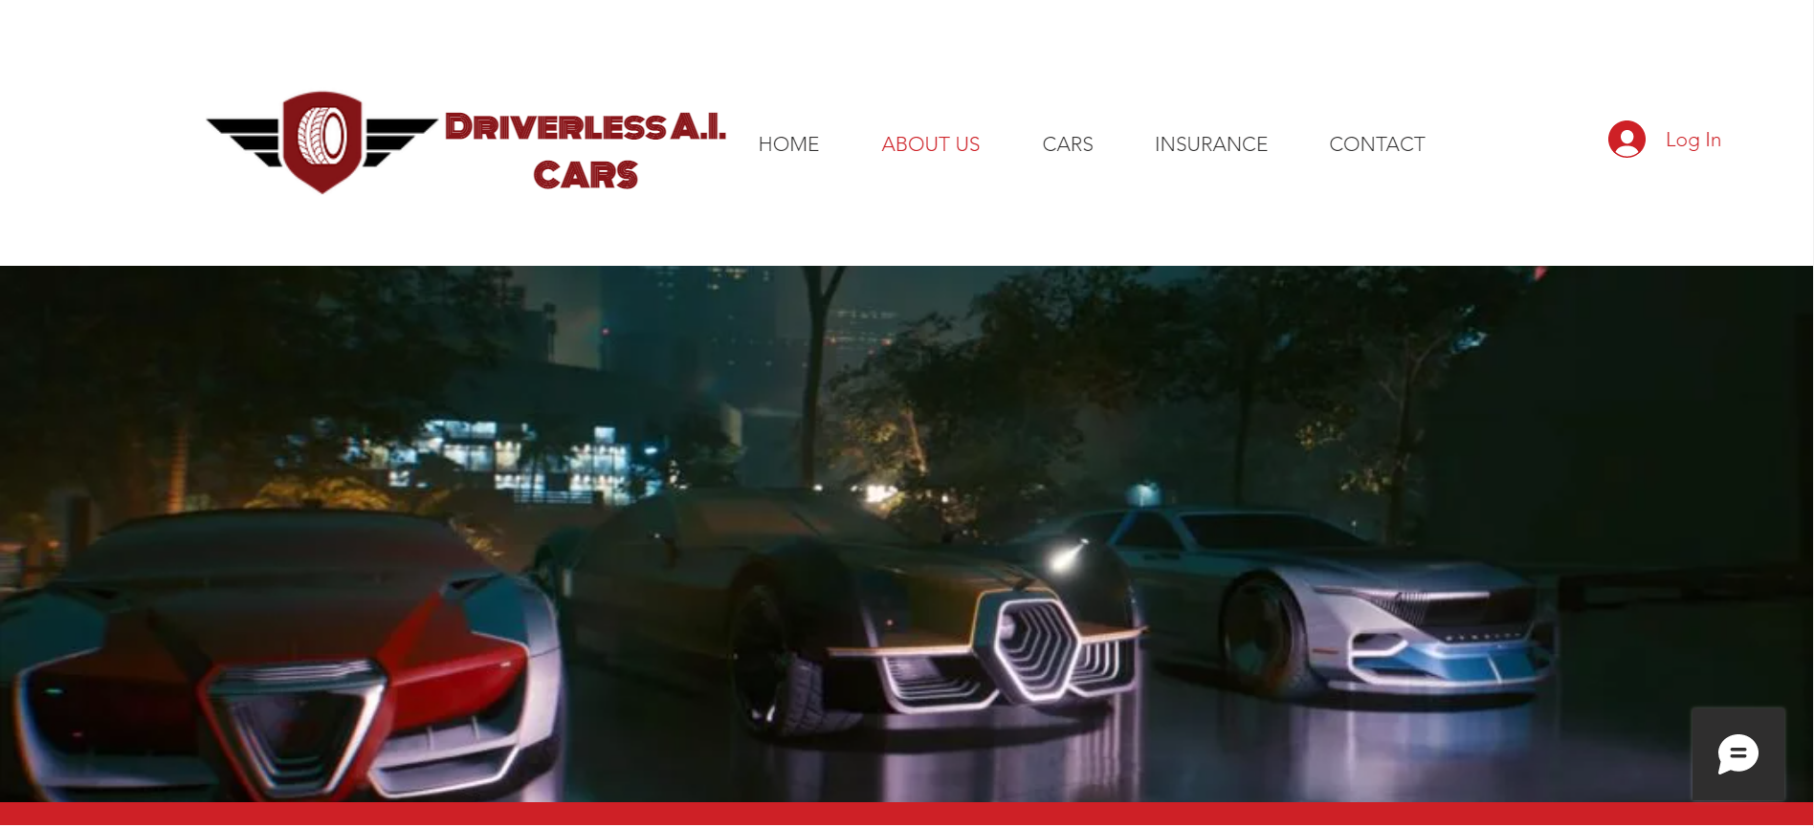 DRIVERLESS A.I.
CARS
HOME
ABOUT US
CARS
INSURANCE
CONTACT
Log In